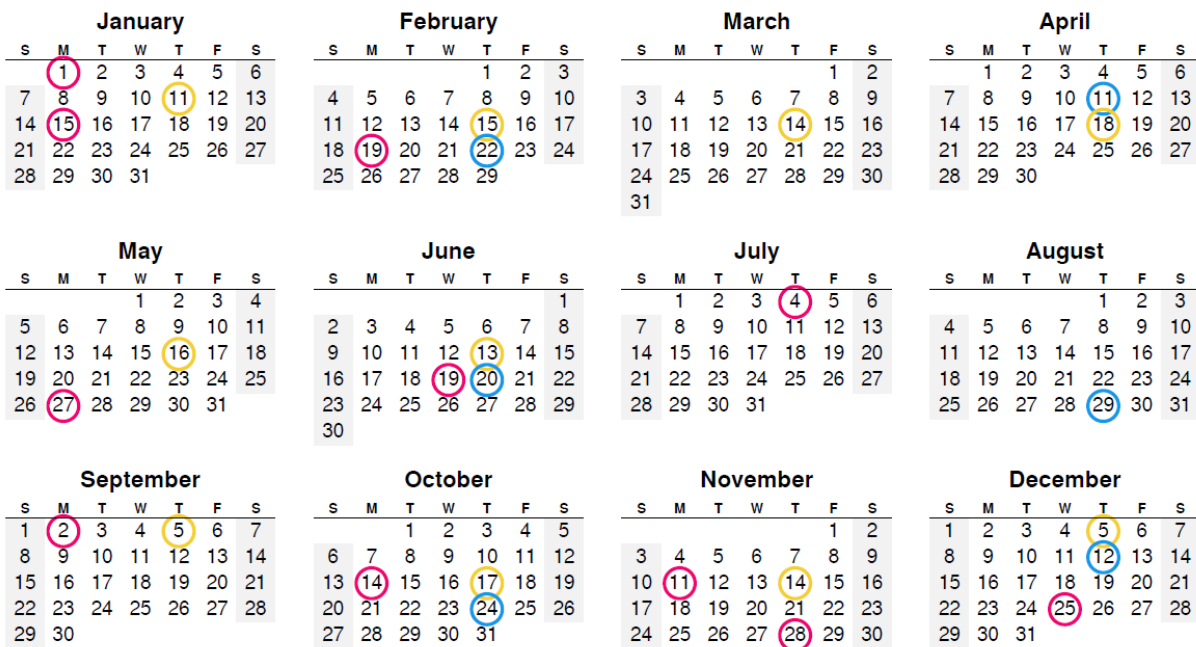 January
S M T W T F S
1 2 3 4 5 6
7 8 9 10 11 12 13
14 15 16 17 18 19 20
21 22 23 24 25 26 27
28 29 30 31
February
S M T W T F S
1 2 3
4 5 6 7 8 9 10
11 12 13 14 15 16 17
18 19 20 21 22 23 24
25 26 27 28 29
March
S M T W T F S
1 2
3 4 5 6 7 8 9
10 11 12 13 14 15 16
17 18 19 20 21 22 23
24 25 26 27 28 29 30
31
April
S M T W T F S
1 2 3 4 5 6
7 8 9 10 11 12 13
14 15 16 17 18 19 20
21 22 23 24 25 26 27
28 29 30
May
S M T W T F S
1 2 3 4
5 6 7 8 9 10 11
12 13 14 15 16 17 18
19 20 21 22 23 24 25
26 27 28 29 30 31
June
S M T W T F S
1
2 3 4 5 6 7 8
9 10 11 12 13 14 15
16 17 18 19 20 21 22
23 24 25 26 27 28 29
30
July
S M T W T F S
1 2 3 4 5 6
7 8 9 10 11 12 13
14 15 16 17 18 19 20
21 22 23 24 25 26 27
28 29 30 31
August
S M T W T F S
1 2 3
4 5 6 7 8 9 10
11 12 13 14 15 16 17
18 19 20 21 22 23 24
25 26 27 28 29 30 31
September
S M T W T F S
1 2 3 4 5 6 7
8 9 10 11 12 13 14
15 16 17 18 19 20 21
22 23 24 25 26 27 28
29 30
October
S M T W T F S
1 2 3 4 5
6 7 8 9 10 11 12
13 14 15 16 17 18 19
20 21 22 23 24 25 26
27 28 29 30 31
November
S M T W T F S
1 2
3 4 5 6 7 8 9
10 11 12 13 14 15 16
17 18 19 20 21 22 23
24 25 26 27 28 29 30
December
S M T W T F S
1 2 3 4 5 6 7
8 9 10 11 12 13 14
15 16 17 18 19 20 21
22 23 24 25 26 27 28
29 30 31